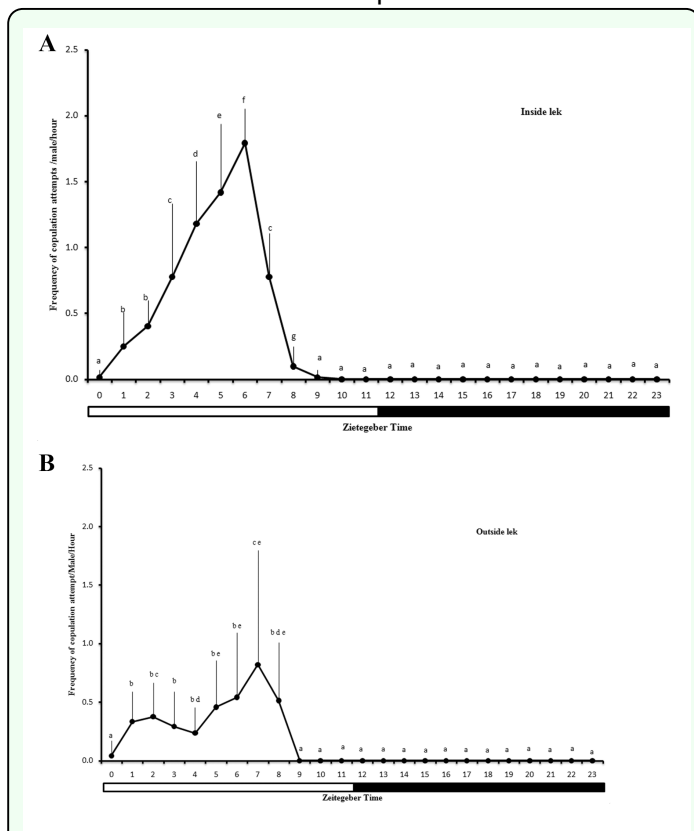 A
Inside lek
Frequency of copulation attempts /male/hour
2.5
2.0
1.5
1.0
0.5
0.0
a b b c d e f c g a a a a a a a a a a a a a a a
0 1 2 3 4 5 6 7 8 9 10 11 12 13 14 15 16 17 18 19 20 21 22 23
Zietegeber Time
B
Outside lek
Frequency of copulation attempt/Male/Hour
2.5
2.0
1.5
1.0
0.5
0.0
a b b c b b d b e b e c e b d e a a a a a a a a a a a a a a a
0 1 2 3 4 5 6 7 8 9 10 11 12 13 14 15 16 17 18 19 20 21 22 23
Zeitegeber Time